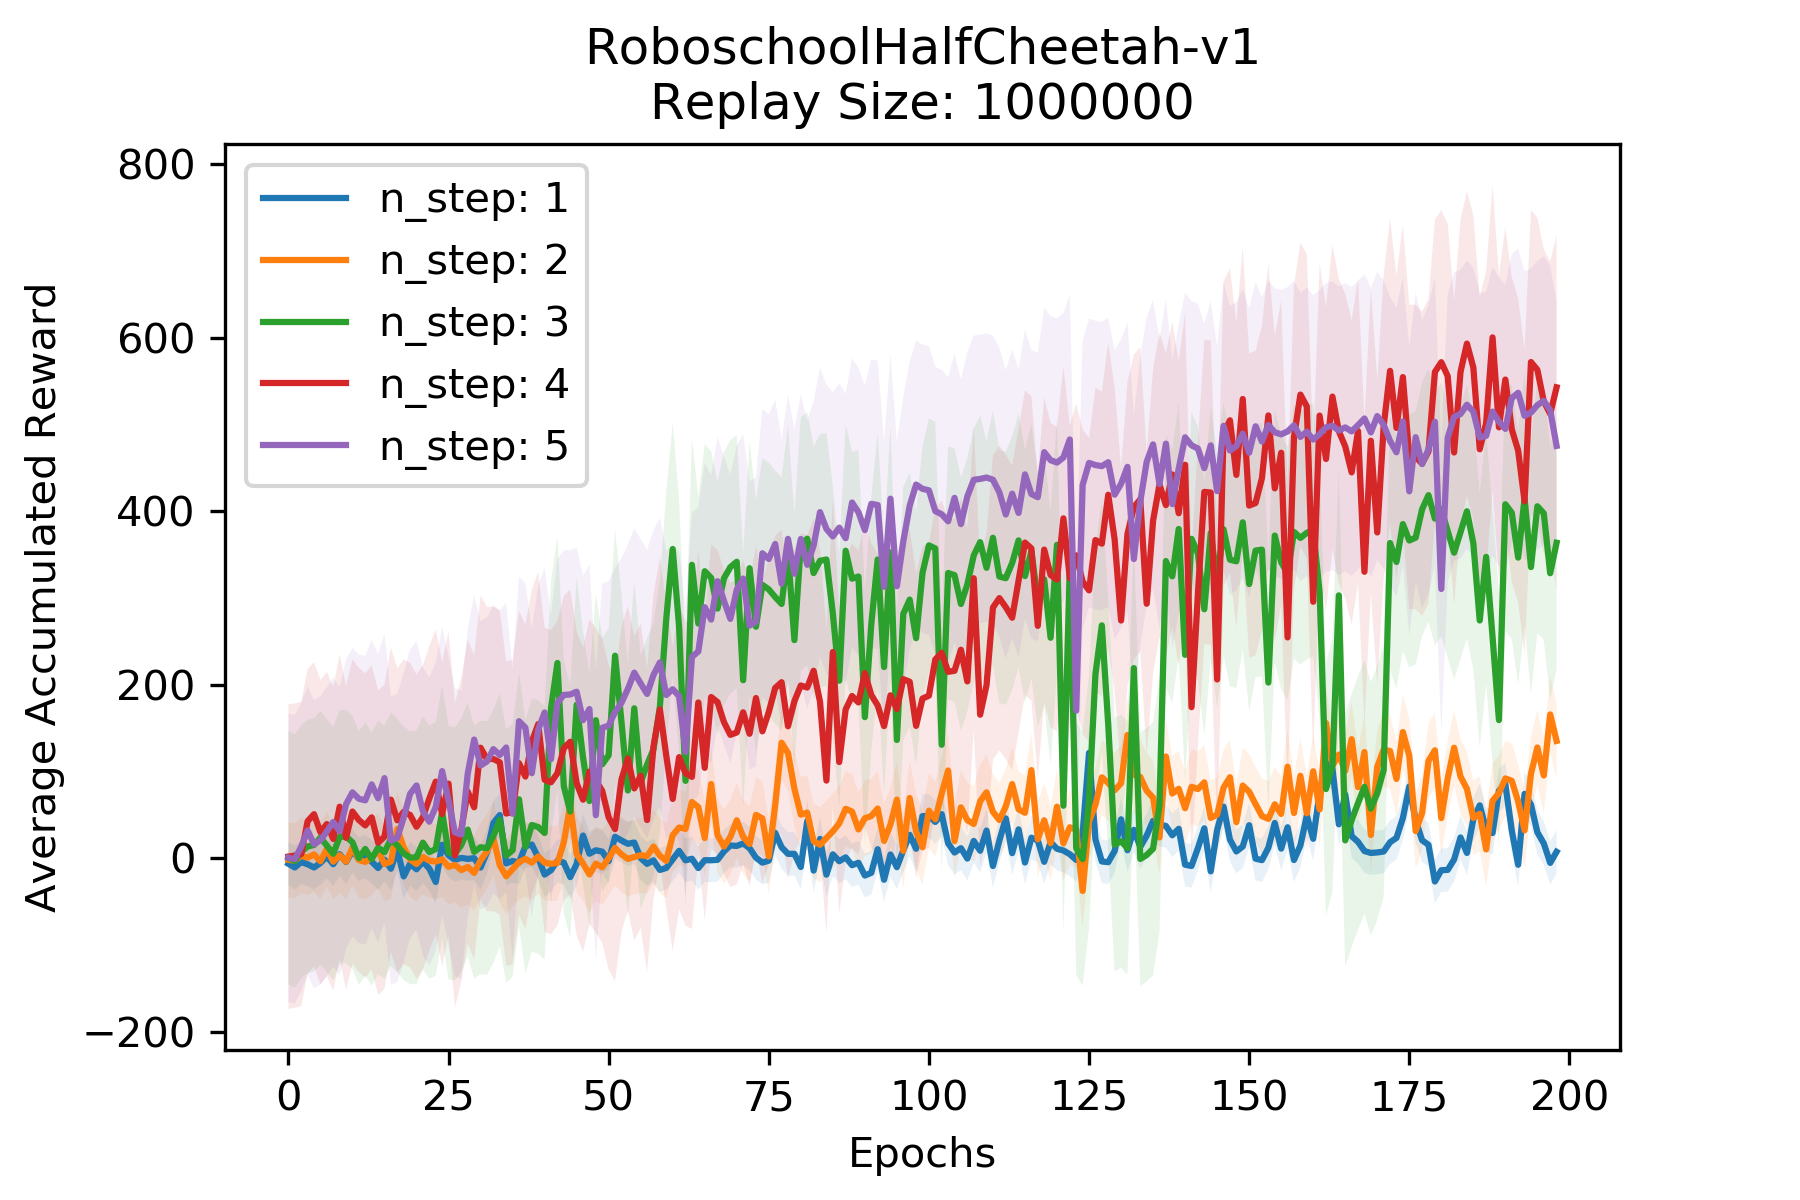 RoboschoolHalfCheetah-v1
Replay Size: 1000000
Average Accumulated Reward
800
600
400
200
0
−200
n_step: 1
n_step: 2
n_step: 3
n_step: 4
n_step: 5
0 25 50 75 100 125 150 175 200
Epochs